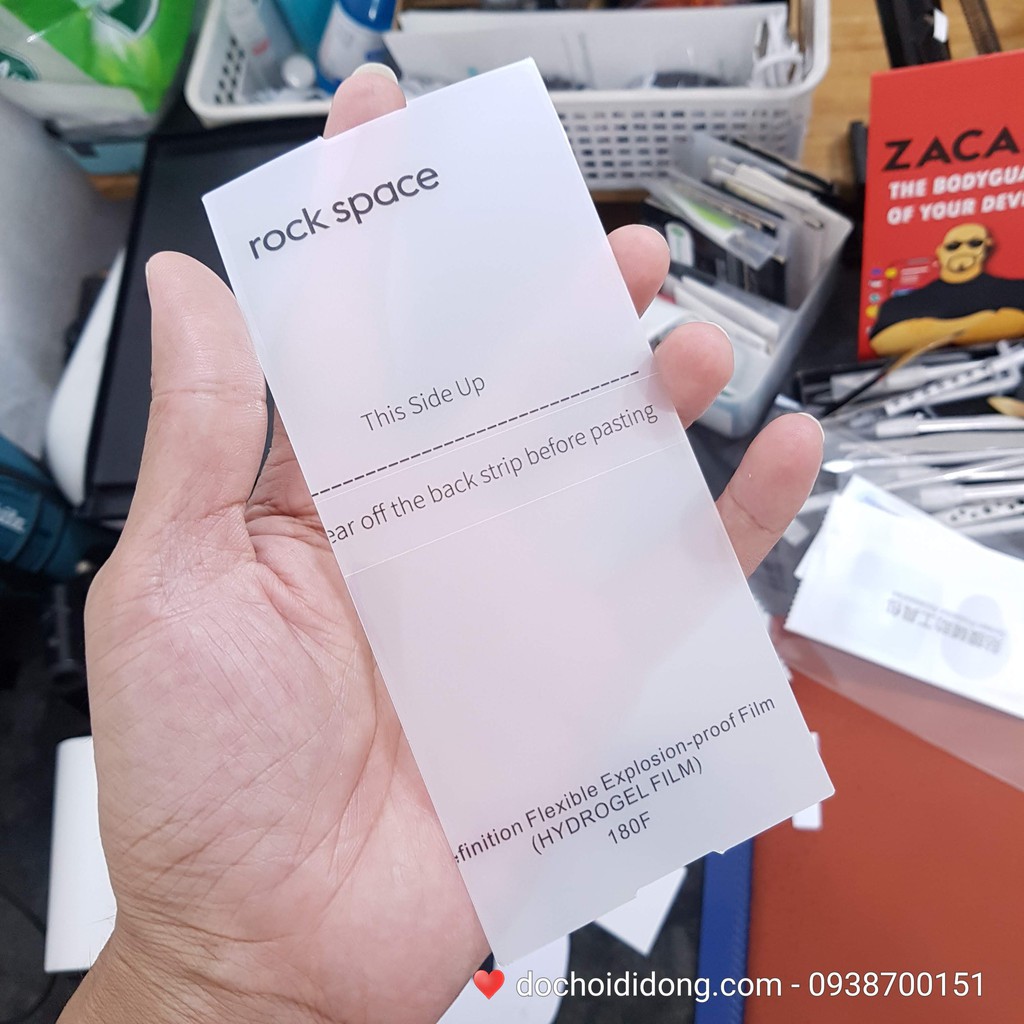 rock space
This Side Up
ear off the back strip before pasting
efinition Flexible Explosion-proof Film
(HYDROGEL FILM)
180F
ZACA
THE BODYGUA
OF YOUR DEVI
❤ dochoididong.com - 0938700151